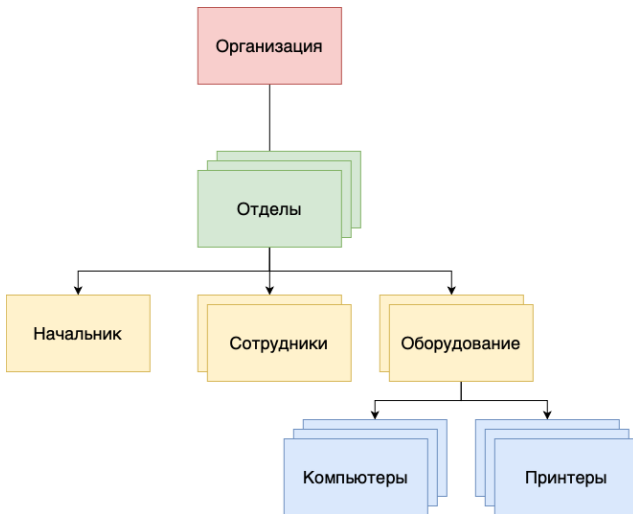 Организация
Отделы
Начальник
Сотрудники
Оборудование
Компьютеры
Принтеры